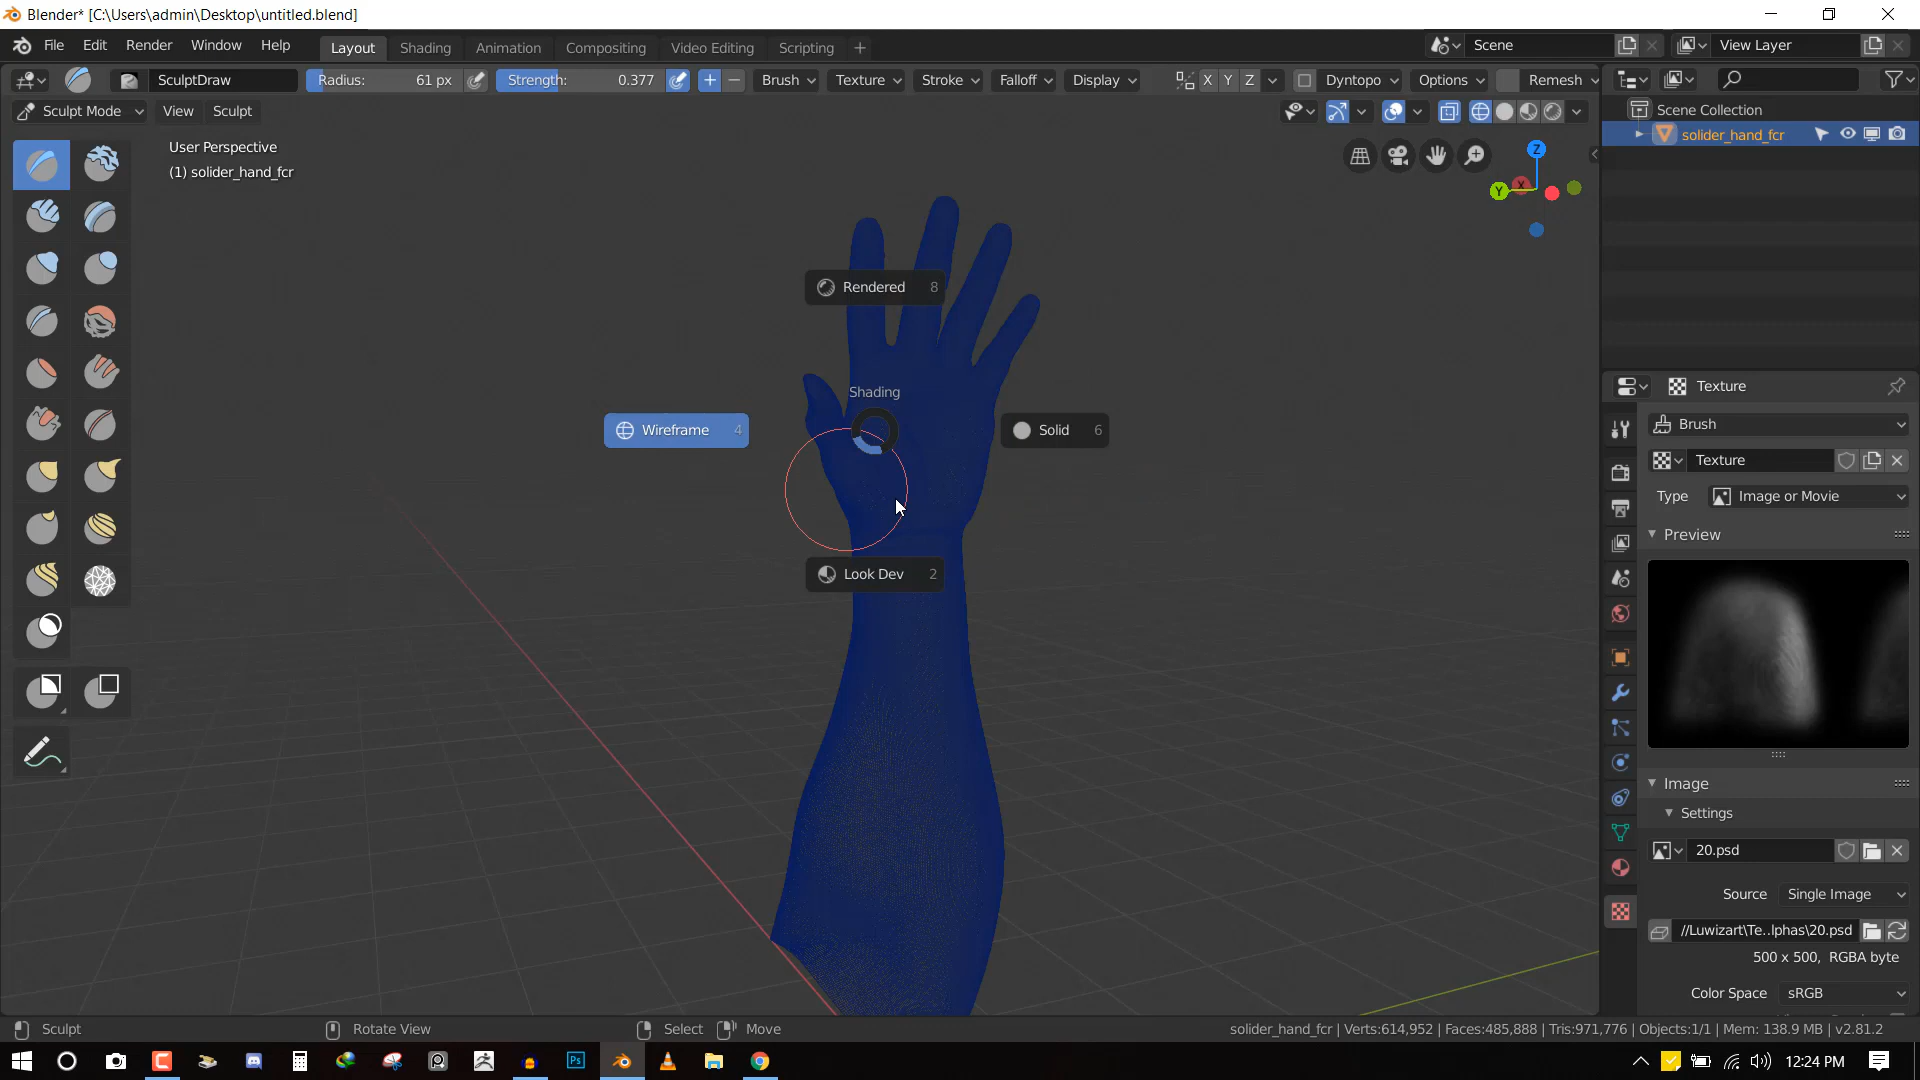 Blender* [C:\Users\admin\Desktop\untitled.blend]
File Edit Render Window Help Layout Shading Animation Compositing Video Editing Scripting + Scene View Layer
SculptDraw Radius: 61 px Strength: 0.377 + − Brush Texture Stroke Falloff Display X Y Z Dyntopo Options Remesh
Sculpt Mode View Sculpt
Scene Collection
solider_hand_fcr
User Perspective
(1) solider_hand_fcr
Z
Y X
Rendered 8
Shading
Wireframe 4
Solid 6
Look Dev 2
Texture
Brush
Texture
Type Image or Movie
Preview
Image
Settings
20.psd
Source Single Image
//Luwizart\Te..lphas\20.psd
500 x 500, RGBA byte
Color Space sRGB
Sculpt Rotate View Select Move solider_hand_fcr | Verts:614,952 | Faces:485,888 | Tris:971,776 | Objects:1/1 | Mem: 138.9 MB | v2.81.2
Ps
12:24 PM